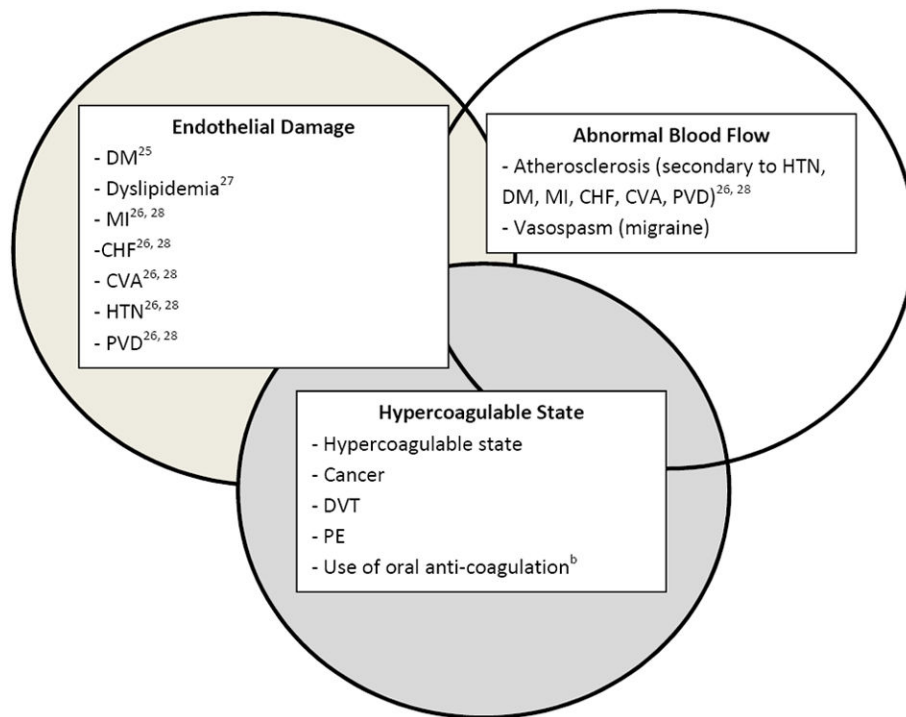 Endothelial Damage
- DM25
- Dyslipidemia27
- MI26, 28
-CHF26, 28
- CVA26, 28
- HTN26, 28
- PVD26, 28
Abnormal Blood Flow
- Atherosclerosis (secondary to HTN,
DM, MI, CHF, CVA, PVD)26, 28
- Vasospasm (migraine)
Hypercoagulable State
- Hypercoagulable state
- Cancer
- DVT
- PE
- Use of oral anti-coagulationb